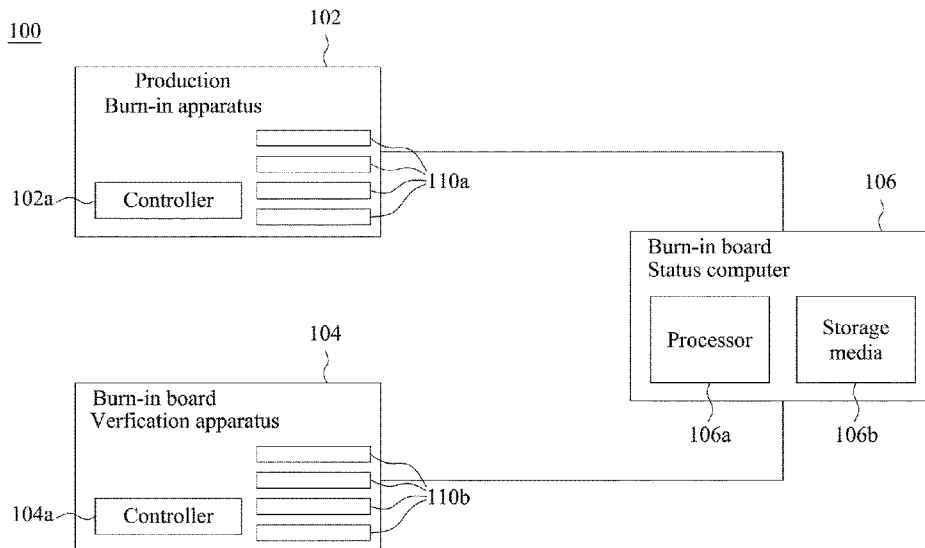 100
102
Production
Burn-in apparatus
110a
102a
Controller
106
Burn-in board
Status computer
Processor
Storage
media
106a
106b
104
Burn-in board
Verfication apparatus
110b
104a
Controller